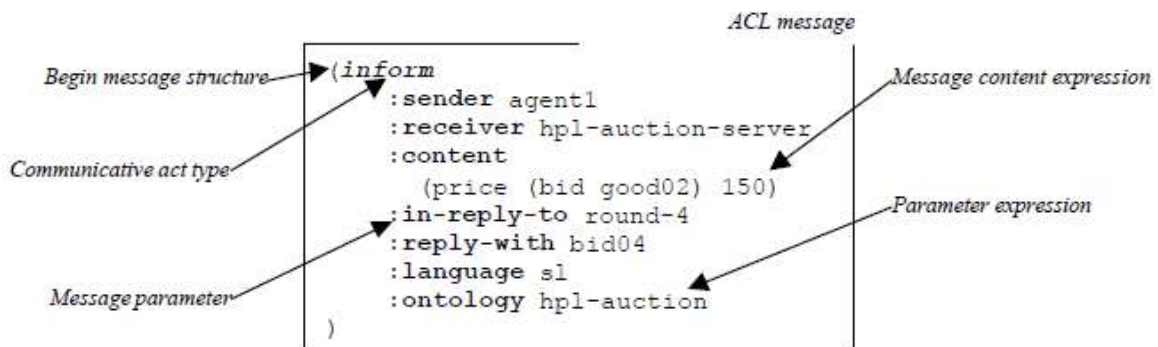 ACL message
Begin message structure
(inform
Message content expression
:sender agent1
:receiver hpl-auction-server
Communicative act type
:content
(price (bid good02) 150)
:in-reply-to round-4
Parameter expression
:reply-with bid04
:language sl
Message parameter
:ontology hpl-auction
)